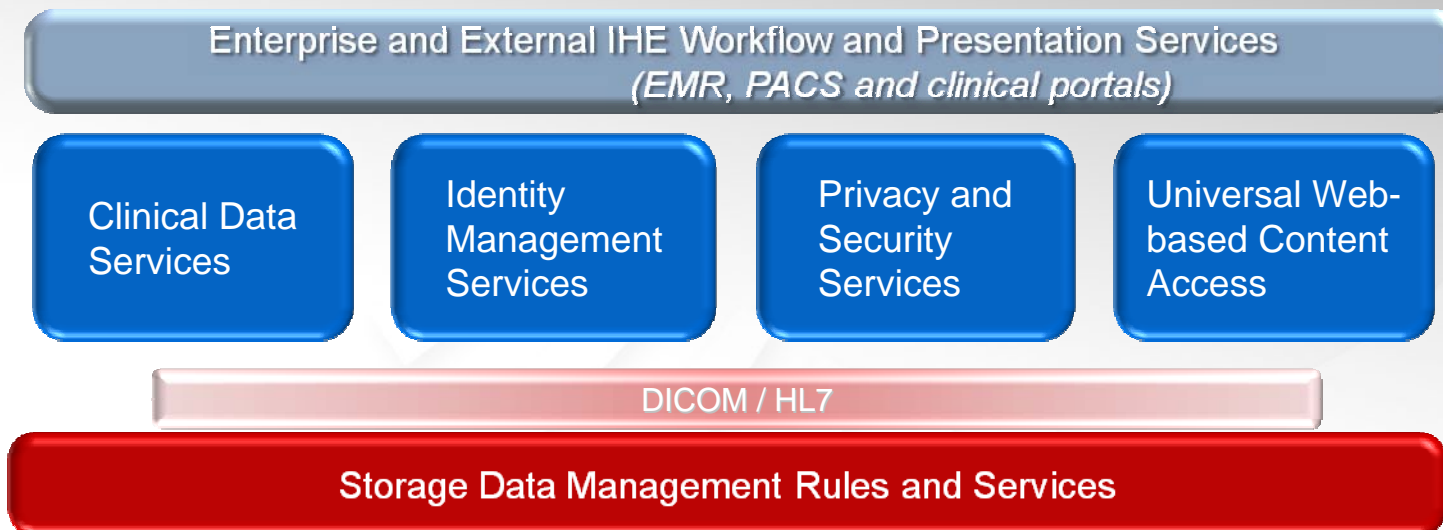 Enterprise and External IHE Workflow and Presentation Services
(EMR, PACS and clinical portals)
Clinical Data
Services
Identity
Management
Services
Privacy and
Security
Services
Universal Web-
based Content
Access
DICOM / HL7
Storage Data Management Rules and Services